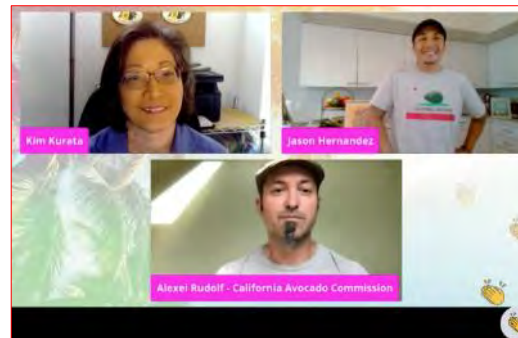 Kim Kurata
Jason Hernandez
Alexei Rudolf - California Avocado Commission